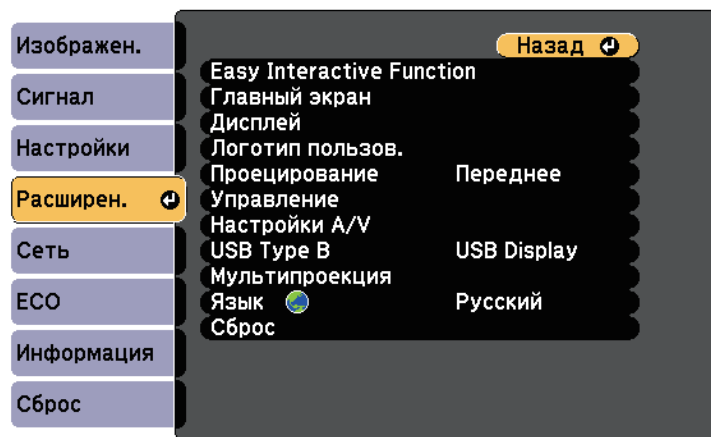 Изображен.
Сигнал
Настройки
Расширен.
Сеть
ECO
Информация
Сброс
Назад
Easy Interactive Function
Главный экран
Дисплей
Логотип пользов.
Проецирование Переднее
Управление
Настройки A/V
USB Type B USB Display
Мультипроекция
Язык Русский
Сброс